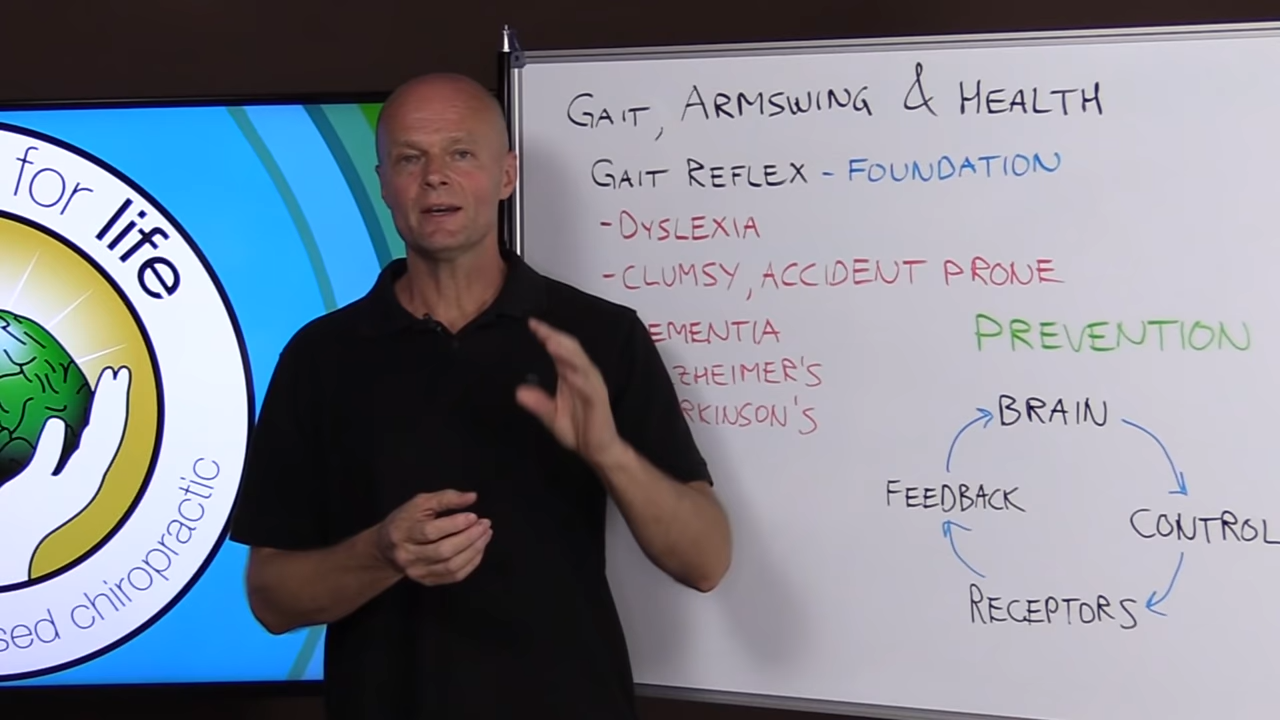 for life
sed chiropractic
GAIT, ARMSWING & HEALTH
GAIT REFLEX - FOUNDATION
-DYSLEXIA
-CLUMSY, ACCIDENT PRONE
EMENTIA
ZHEIMER'S
RKINSON'S
PREVENTION
BRAIN
CONTROL
RECEPTORS
FEEDBACK